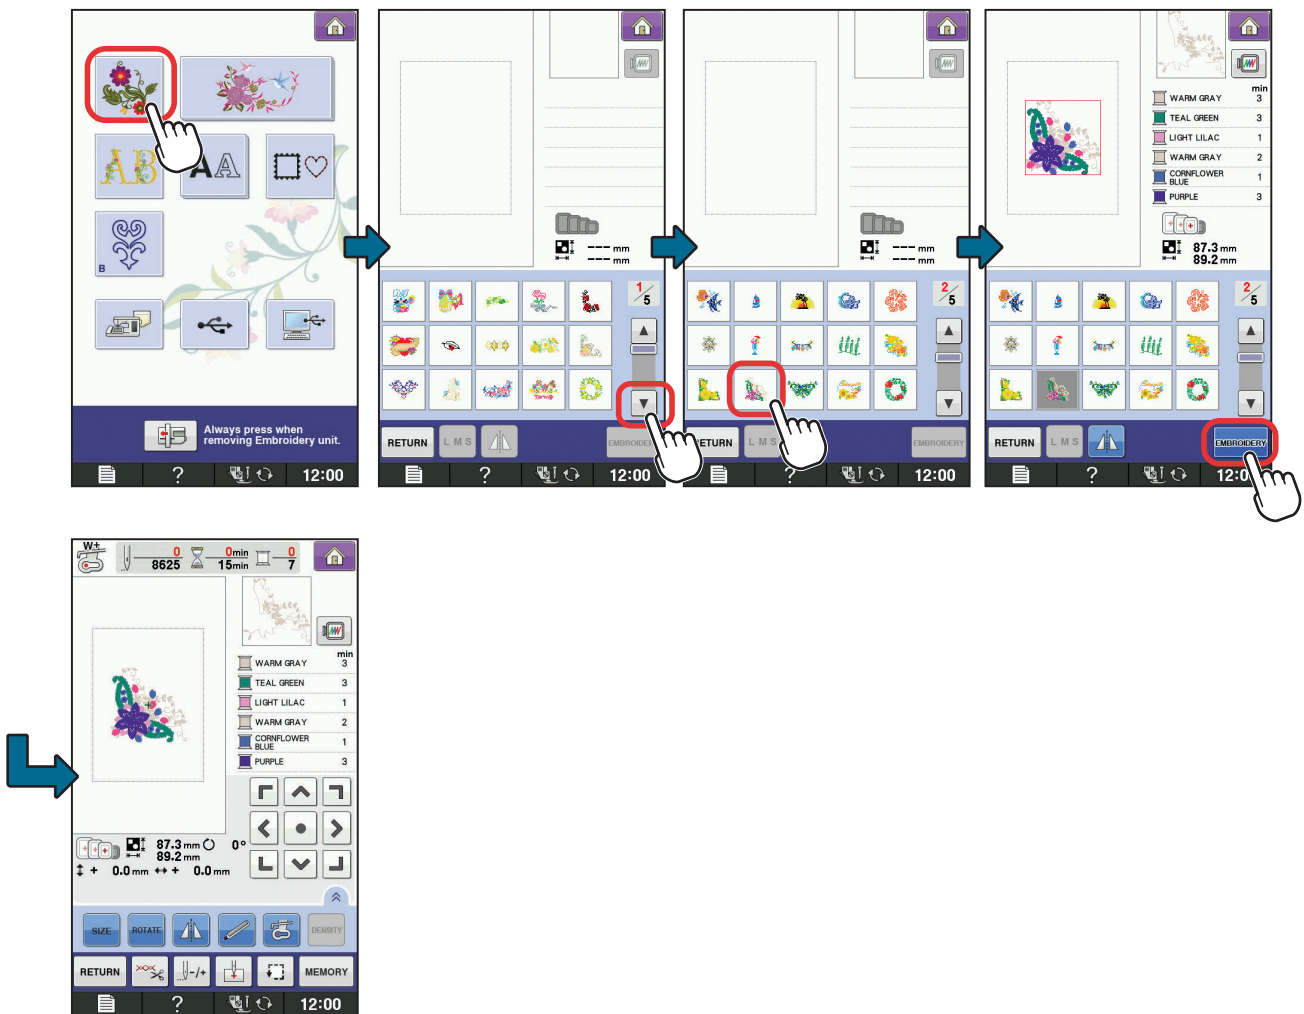 AB
AA
B
Always press when
removing Embroidery unit.
?
12:00
--- mm
--- mm
1/5
RETURN
L M S
EMBROIDERY
?
12:00
--- mm
--- mm
2/5
RETURN
L M S
EMBROIDERY
?
12:00
min
WARM GRAY 3
TEAL GREEN 3
LIGHT LILAC 1
WARM GRAY 2
CORNFLOWER
BLUE 1
PURPLE 3
87.3 mm
89.2 mm
2/5
RETURN
L M S
EMBROIDERY
?
12:00
W±
0
8625
0min
15min
0
7
min
WARM GRAY 3
TEAL GREEN 3
LIGHT LILAC 1
WARM GRAY 2
CORNFLOWER
BLUE 1
PURPLE 3
87.3 mm 0°
89.2 mm
+ 0.0 mm + 0.0 mm
SIZE
ROTATE
DENSITY
RETURN
-/+
MEMORY
?
12:00